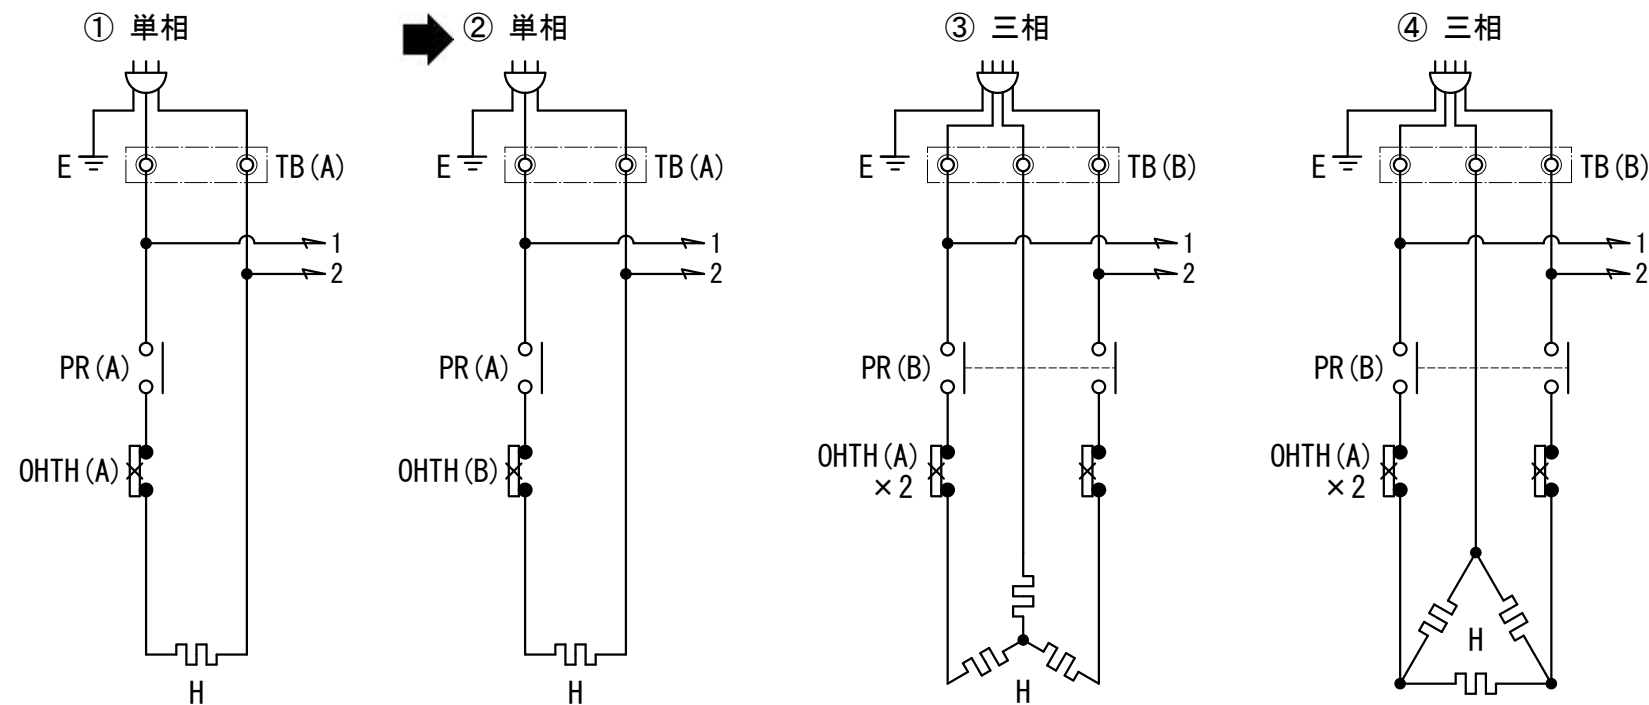 ① 単相
E
TB(A)
1
2
PR(A)
OHTH(A)
H
② 単相
E
TB(A)
1
2
PR(A)
OHTH(B)
H
③ 三相
E
TB(B)
1
2
PR(B)
OHTH(A)
×2
H
④ 三相
E
TB(B)
1
2
PR(B)
OHTH(A)
×2
H